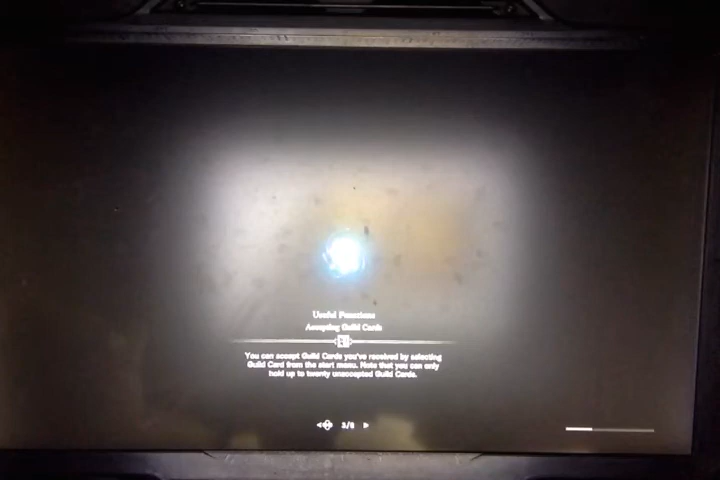 Useful Functions
Accepting Guild Cards
You can accept Guild Cards you've received by selecting
Guild Card from the start menu. Note that you can only
hold up to twenty unaccepted Guild Cards.
3/8